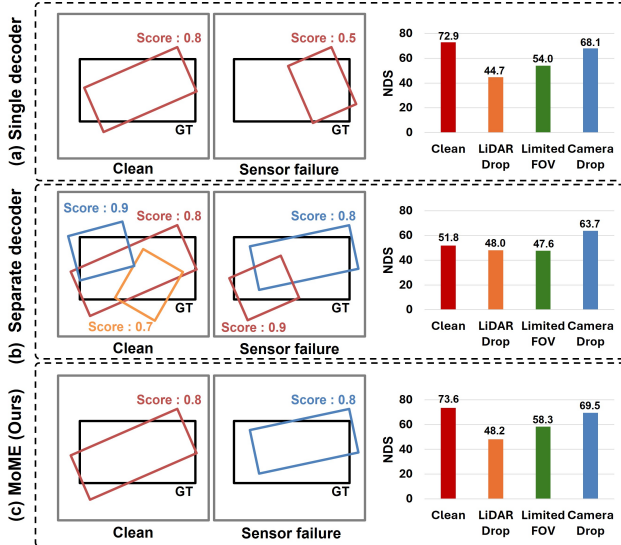 (a) Single decoder
Score : 0.8
GT
Clean
Score : 0.5
GT
Sensor failure
NDS
80
60
40
20
0
72.9
44.7
54.0
68.1
Clean
LiDAR
Drop
Limited
FOV
Camera
Drop
(b) Separate decoder
Score : 0.9
Score : 0.8
Score : 0.7
GT
Clean
Score : 0.8
Score : 0.9
GT
Sensor failure
NDS
80
60
40
20
0
51.8
48.0
47.6
63.7
Clean
LiDAR
Drop
Limited
FOV
Camera
Drop
(c) MoME (Ours)
Score : 0.8
GT
Clean
Score : 0.8
GT
Sensor failure
NDS
80
60
40
20
0
73.6
48.2
58.3
69.5
Clean
LiDAR
Drop
Limited
FOV
Camera
Drop